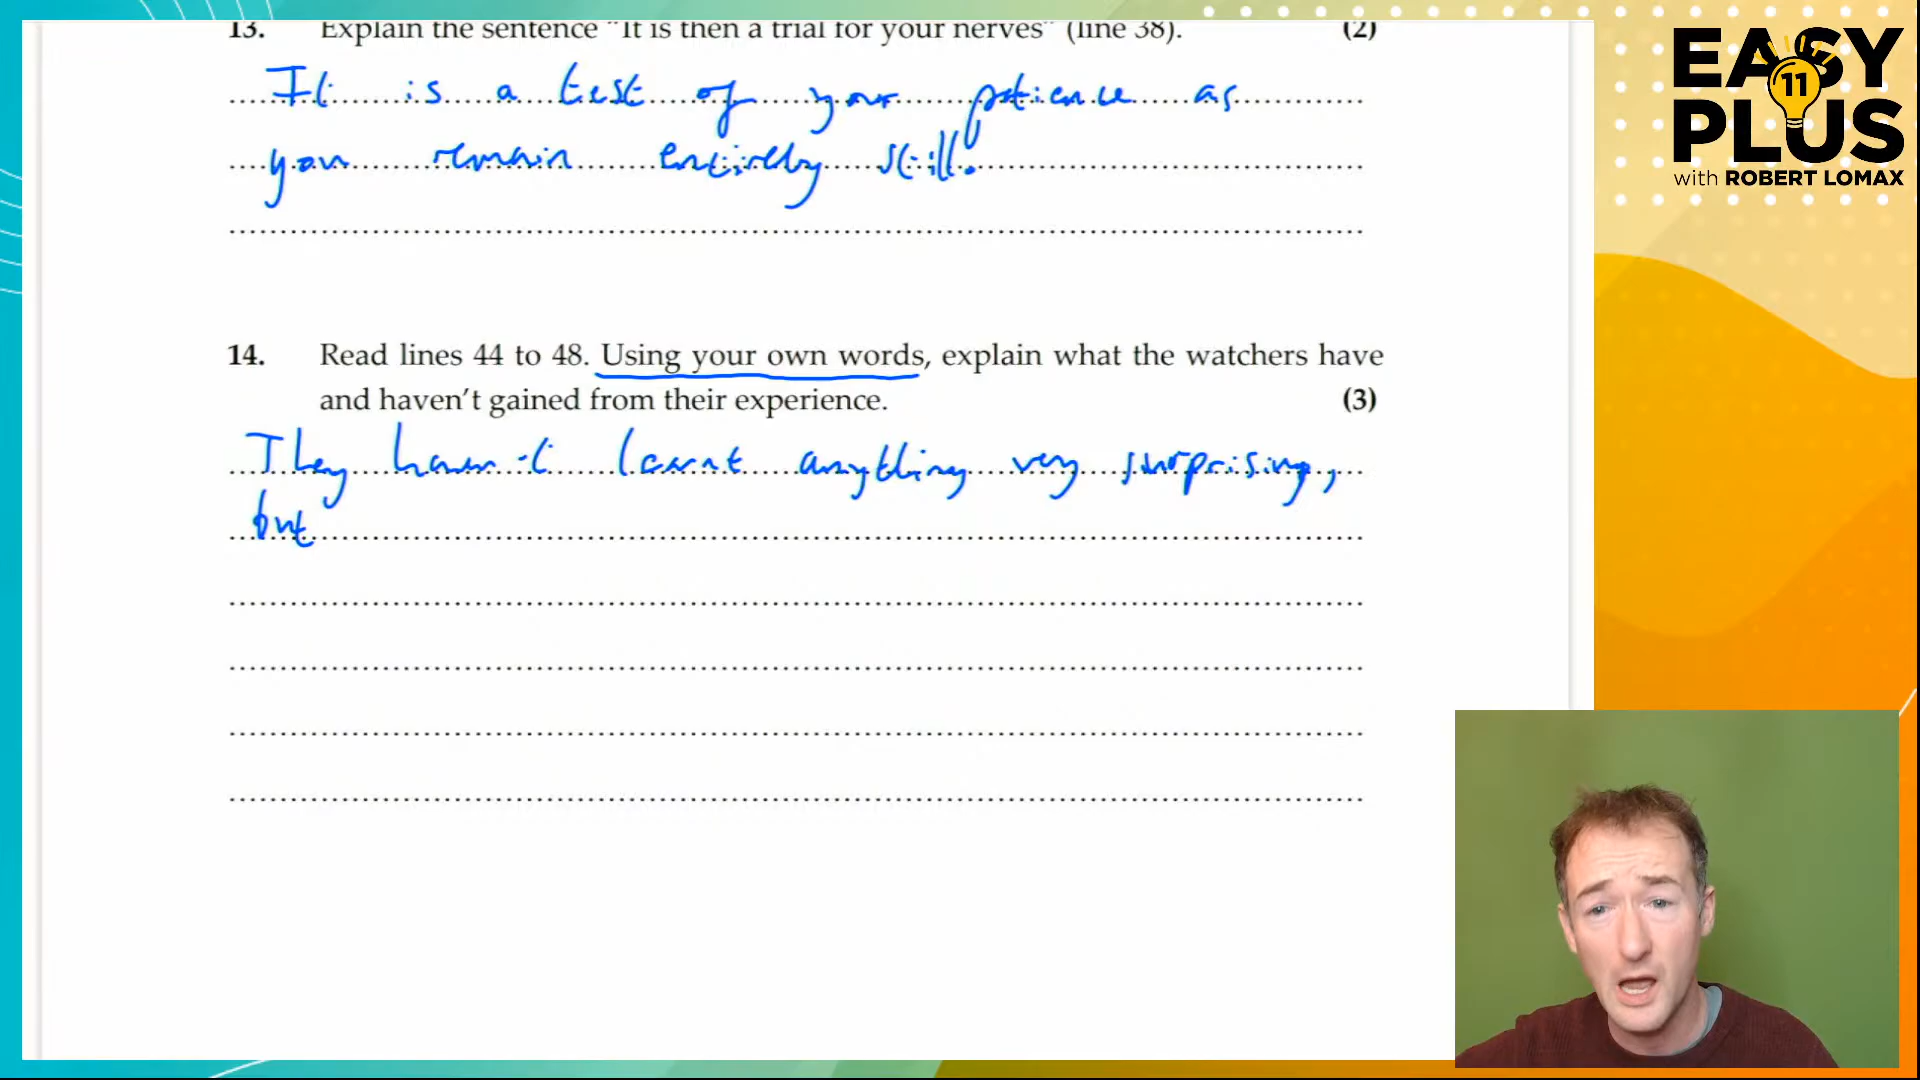 13. Explain the sentence "It is then a trial for your nerves" (line 38). (2)
It is a test of your patience as
you remain entirely still.
14. Read lines 44 to 48. Using your own words, explain what the watchers have
and haven't gained from their experience. (3)
They haven't learnt anything very surprising,
but
EASY
11
PLUS
with ROBERT LOMAX